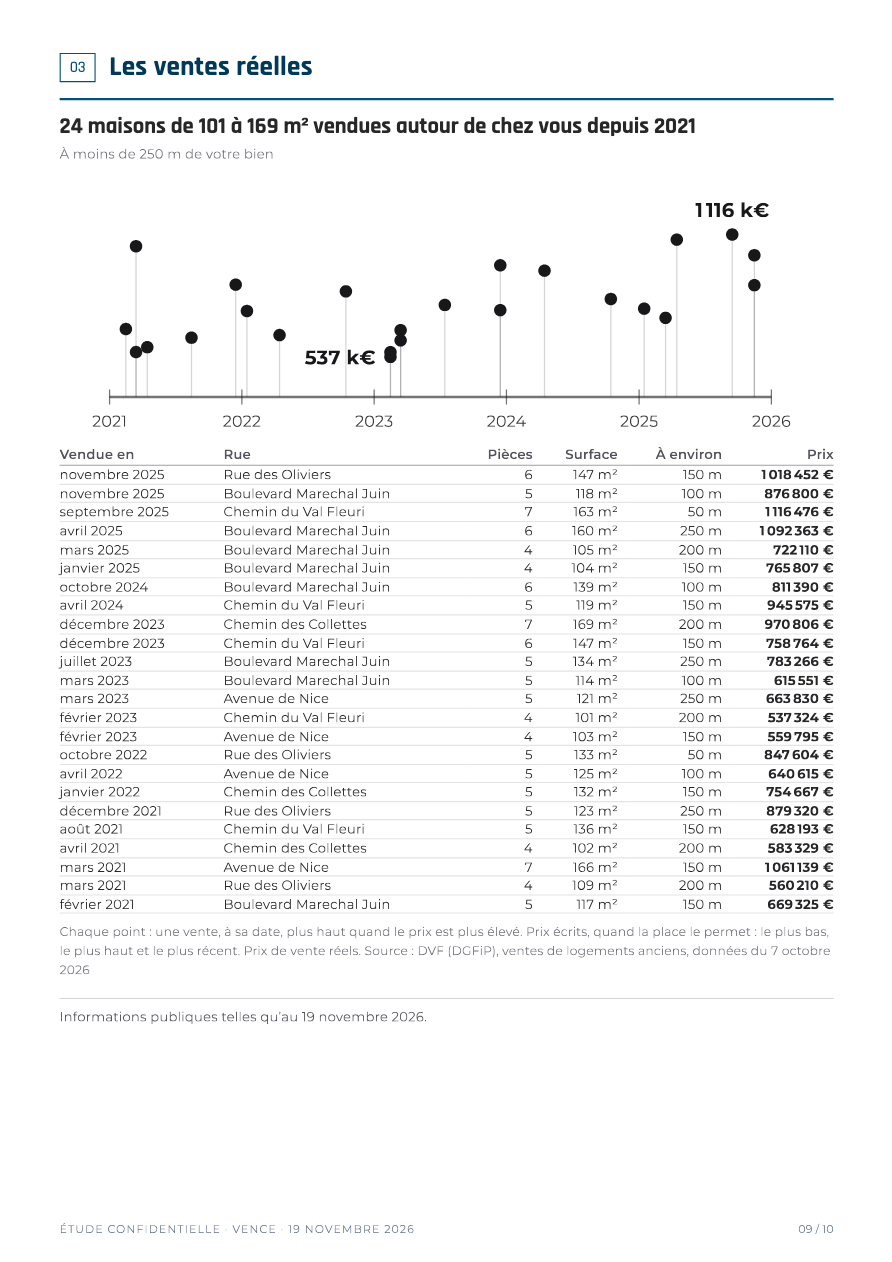 03 Les ventes réelles
24 maisons de 101 à 169 m² vendues autour de chez vous depuis 2021
À moins de 250 m de votre bien
1 116 k€
537 k€
2021 2022 2023 2024 2025 2026
Vendue en Rue Pièces Surface À environ Prix
novembre 2025 Rue des Oliviers 6 147 m² 150 m 1 018 452 €
novembre 2025 Boulevard Marechal Juin 5 118 m² 100 m 876 800 €
septembre 2025 Chemin du Val Fleuri 7 163 m² 50 m 1 116 476 €
avril 2025 Boulevard Marechal Juin 6 160 m² 250 m 1 092 363 €
mars 2025 Boulevard Marechal Juin 4 105 m² 200 m 722 110 €
janvier 2025 Boulevard Marechal Juin 4 104 m² 150 m 765 807 €
octobre 2024 Boulevard Marechal Juin 6 139 m² 100 m 811 390 €
avril 2024 Chemin du Val Fleuri 5 119 m² 150 m 945 575 €
décembre 2023 Chemin des Collettes 7 169 m² 200 m 970 806 €
décembre 2023 Chemin du Val Fleuri 6 147 m² 150 m 758 764 €
juillet 2023 Boulevard Marechal Juin 5 134 m² 250 m 783 266 €
mars 2023 Boulevard Marechal Juin 5 114 m² 100 m 615 551 €
mars 2023 Avenue de Nice 5 121 m² 250 m 663 830 €
février 2023 Chemin du Val Fleuri 4 101 m² 200 m 537 324 €
février 2023 Avenue de Nice 4 103 m² 150 m 559 795 €
octobre 2022 Rue des Oliviers 5 133 m² 50 m 847 604 €
avril 2022 Avenue de Nice 5 125 m² 100 m 640 615 €
janvier 2022 Chemin des Collettes 5 132 m² 150 m 754 667 €
décembre 2021 Rue des Oliviers 5 123 m² 250 m 879 320 €
août 2021 Chemin du Val Fleuri 5 136 m² 150 m 628 193 €
avril 2021 Chemin des Collettes 4 102 m² 200 m 583 329 €
mars 2021 Avenue de Nice 7 166 m² 150 m 1 061 139 €
mars 2021 Rue des Oliviers 4 109 m² 200 m 560 210 €
février 2021 Boulevard Marechal Juin 5 117 m² 150 m 669 325 €
Chaque point : une vente, à sa date, plus haut quand le prix est plus élevé. Prix écrits, quand la place le permet : le plus bas,
le plus haut et le plus récent. Prix de vente réels. Source : DVF (DGFiP), ventes de logements anciens, données du 7 octobre
2026
Informations publiques telles qu'au 19 novembre 2026.
ÉTUDE CONFIDENTIELLE · VENCE · 19 NOVEMBRE 2026 09 / 10